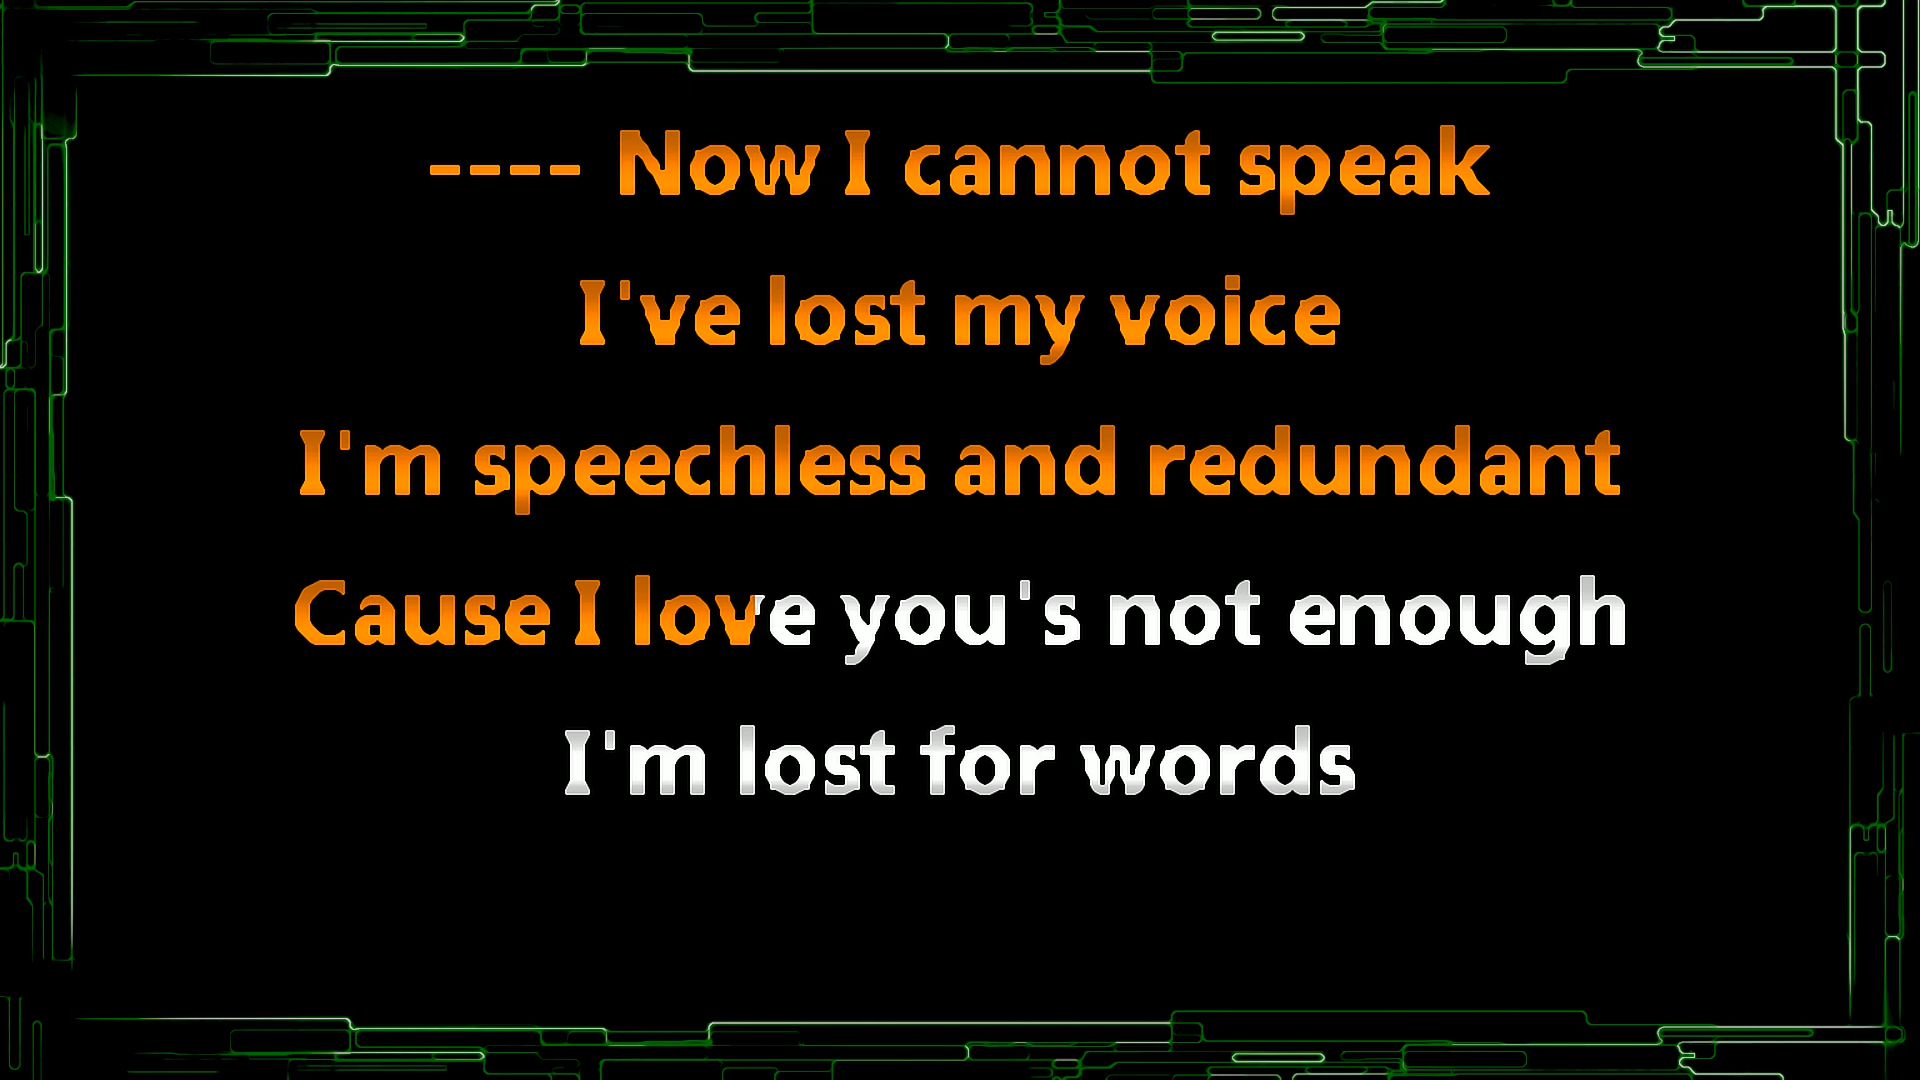 ---- Now I cannot speak
I've lost my voice
I'm speechless and redundant
Cause I love you's not enough
I'm lost for words